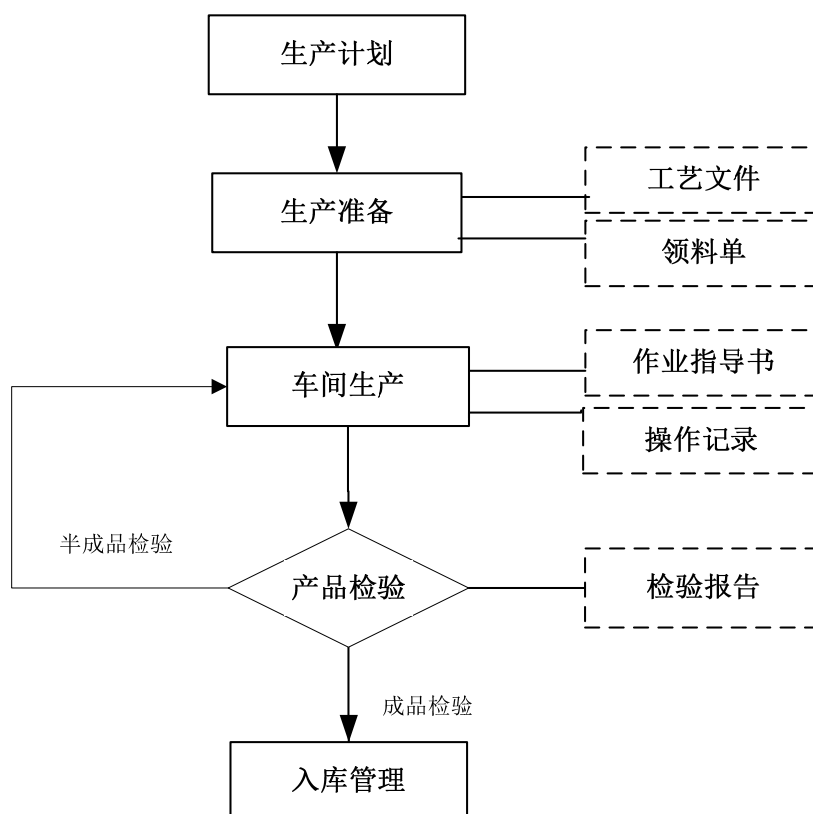 生产计划
生产准备
工艺文件
领料单
车间生产
作业指导书
操作记录
半成品检验
产品检验
检验报告
成品检验
入库管理